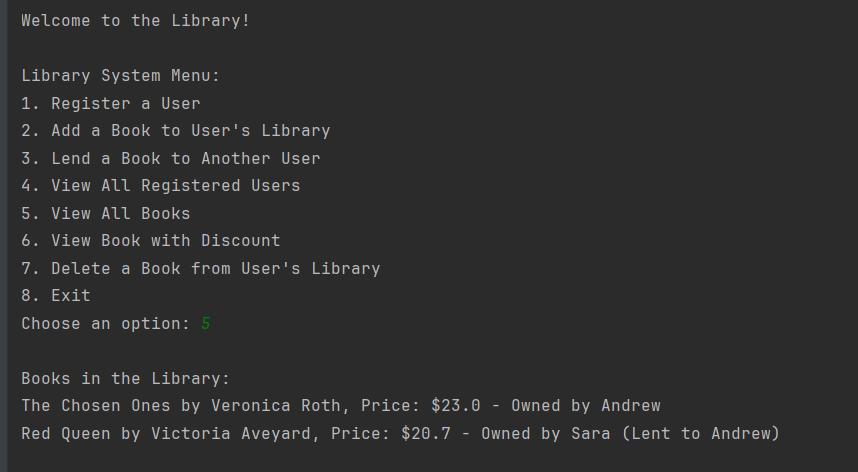 Welcome to the Library!
Library System Menu:
1. Register a User
2. Add a Book to User's Library
3. Lend a Book to Another User
4. View All Registered Users
5. View All Books
6. View Book with Discount
7. Delete a Book from User's Library
8. Exit
Choose an option: 5
Books in the Library:
The Chosen Ones by Veronica Roth, Price: $23.0 - Owned by Andrew
Red Queen by Victoria Aveyard, Price: $20.7 - Owned by Sara (Lent to Andrew)